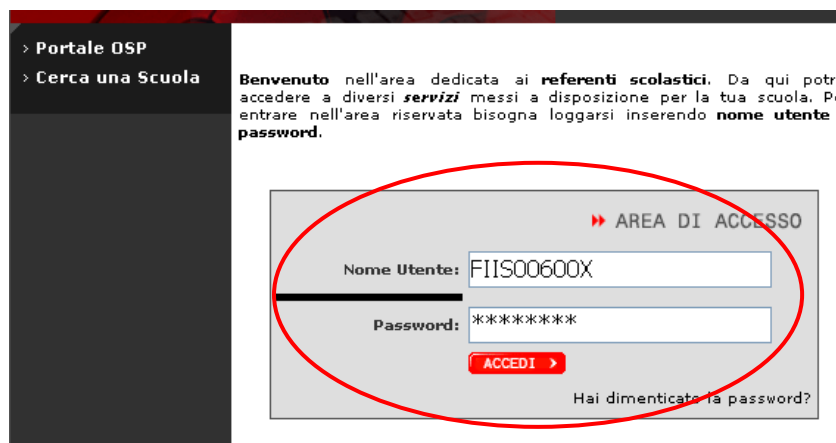 > Portale OSP
> Cerca una Scuola
Benvenuto nell'area dedicata ai referenti scolastici. Da qui potr
accedere a diversi servizi messi a disposizione per la tua scuola. P
entrare nell'area riservata bisogna loggarsi inserendo nome utente
password.
AREA DI ACCESSO
Nome Utente: FIIS00600X
Password: ********
ACCEDI >
Hai dimenticato la password?